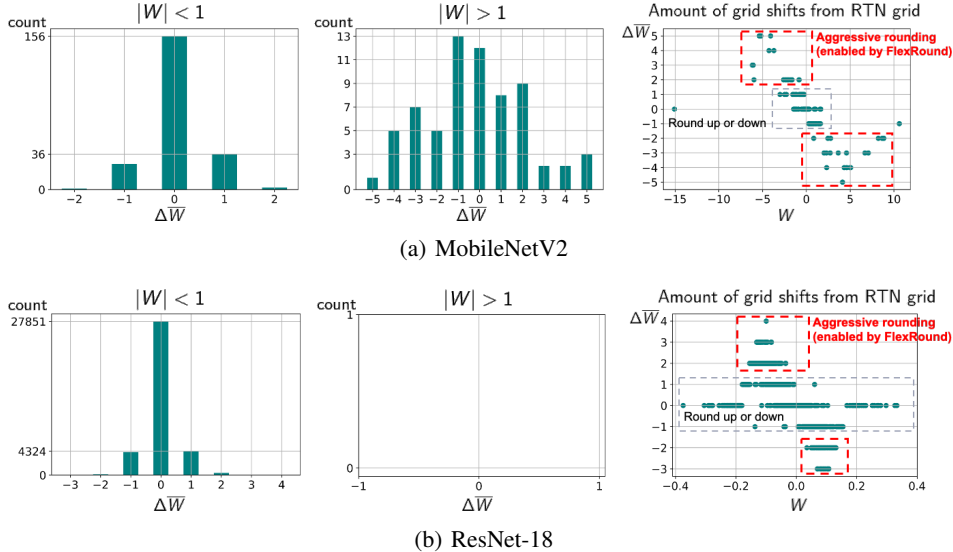 |W| < 1
count
156
36
0
−2
−1
0
1
2
ΔW̅
|W| > 1
count
13
11
9
7
5
3
1
0
−5
−4
−3
−2
−1
0
1
2
3
4
5
ΔW̅
Amount of grid shifts from RTN grid
ΔW̅
5
4
3
2
1
0
−1
−2
−3
−4
−5
Aggressive rounding
(enabled by FlexRound)
Round up or down
−15
−10
−5
0
5
10
W
(a) MobileNetV2
|W| < 1
count
27851
4324
0
−3
−2
−1
0
1
2
3
4
ΔW̅
|W| > 1
count
1
0
−1
0
1
ΔW̅
Amount of grid shifts from RTN grid
ΔW̅
4
3
2
1
0
−1
−2
−3
Aggressive rounding
(enabled by FlexRound)
Round up or down
−0.4
−0.2
0.0
0.2
0.4
W
(b) ResNet-18